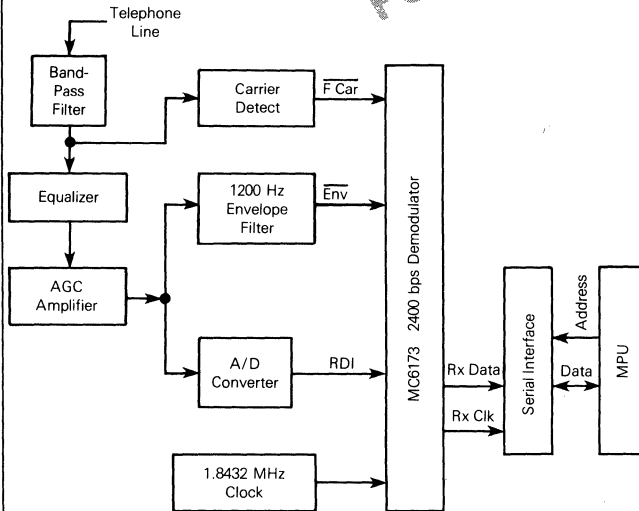 Telephone
Line
Band-
Pass
Filter
Carrier
Detect
F Car
Equalizer
1200 Hz
Envelope
Filter
Env
AGC
Amplifier
A/D
Converter
RDI
1.8432 MHz
Clock
MC6173 2400 bps Demodulator
Rx Data
Rx Clk
Serial Interface
Address
Data
MPU